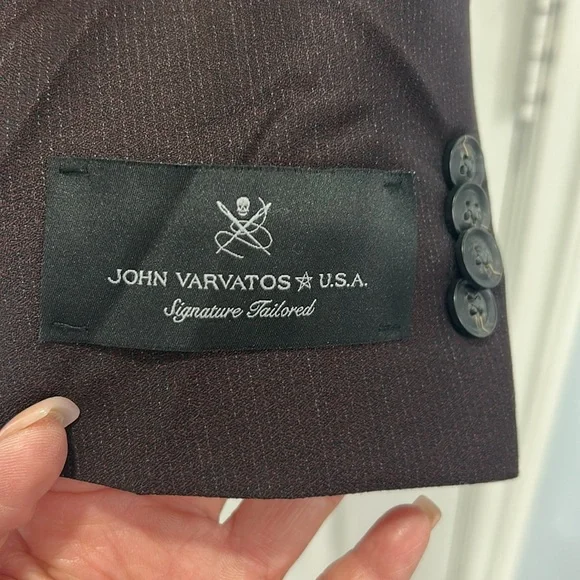 JOHN VARVATOS ☆ U.S.A.
Signature Tailored